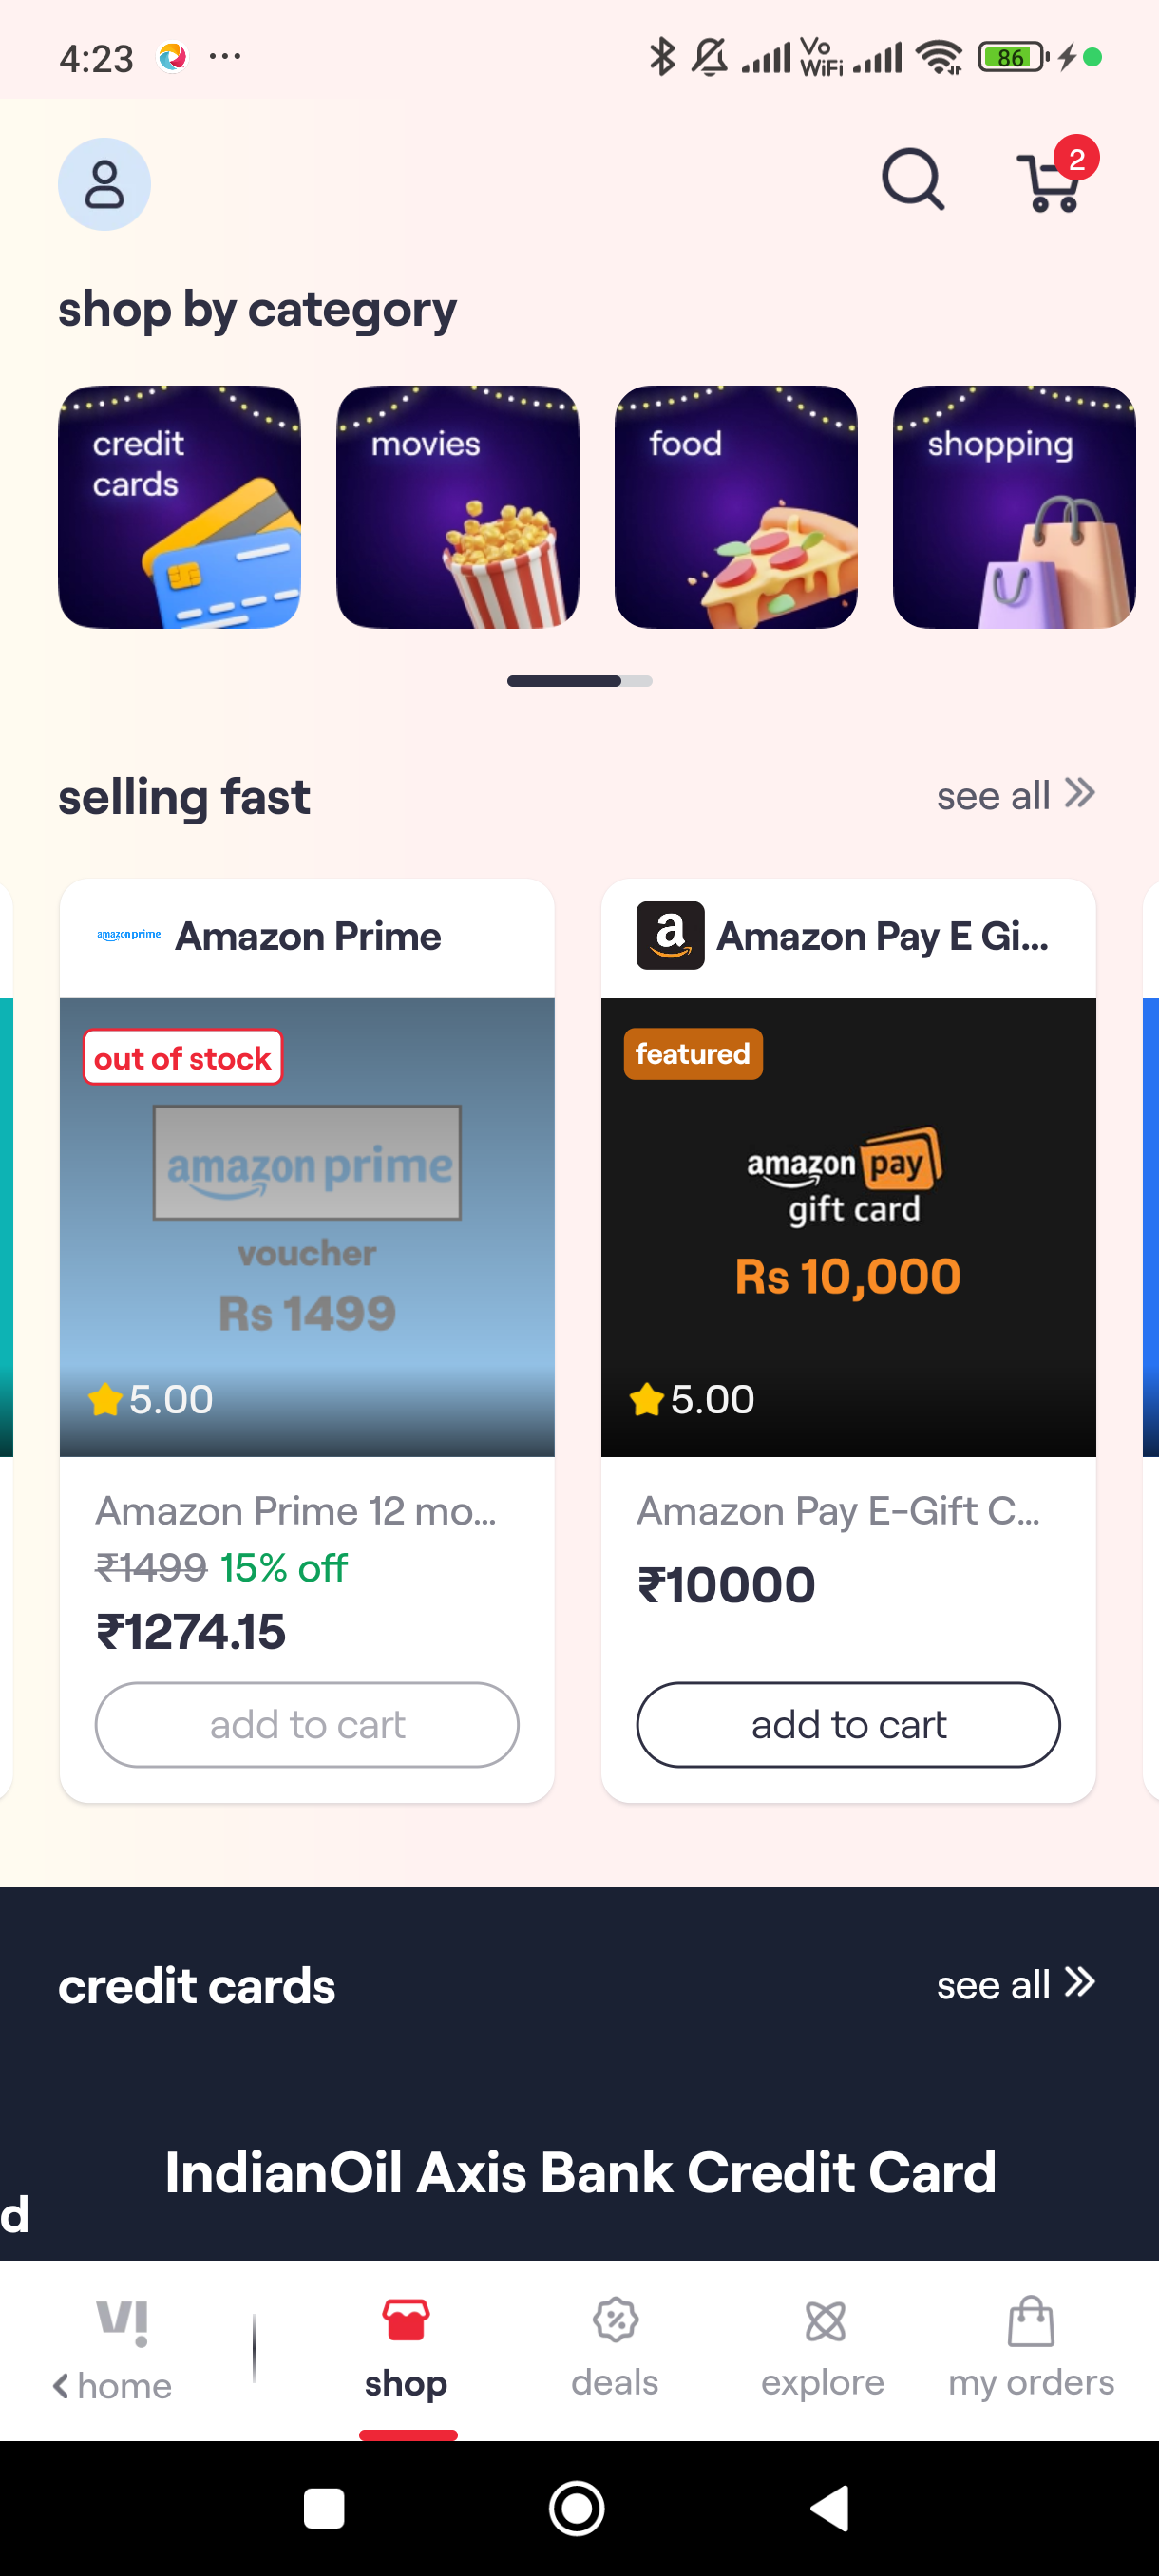 4:23
Vo
WiFi
86
2
shop by category
credit
cards
movies
food
shopping
selling fast
see all
amazon prime
Amazon Prime
a
Amazon Pay E Gi...
out of stock
amazon prime
voucher
Rs 1499
5.00
featured
amazon pay
gift card
Rs 10,000
5.00
Amazon Prime 12 mo...
₹1499 15% off
₹1274.15
add to cart
Amazon Pay E-Gift C...
₹10000
add to cart
credit cards
see all
IndianOil Axis Bank Credit Card
d
V!
home
shop
deals
explore
my orders